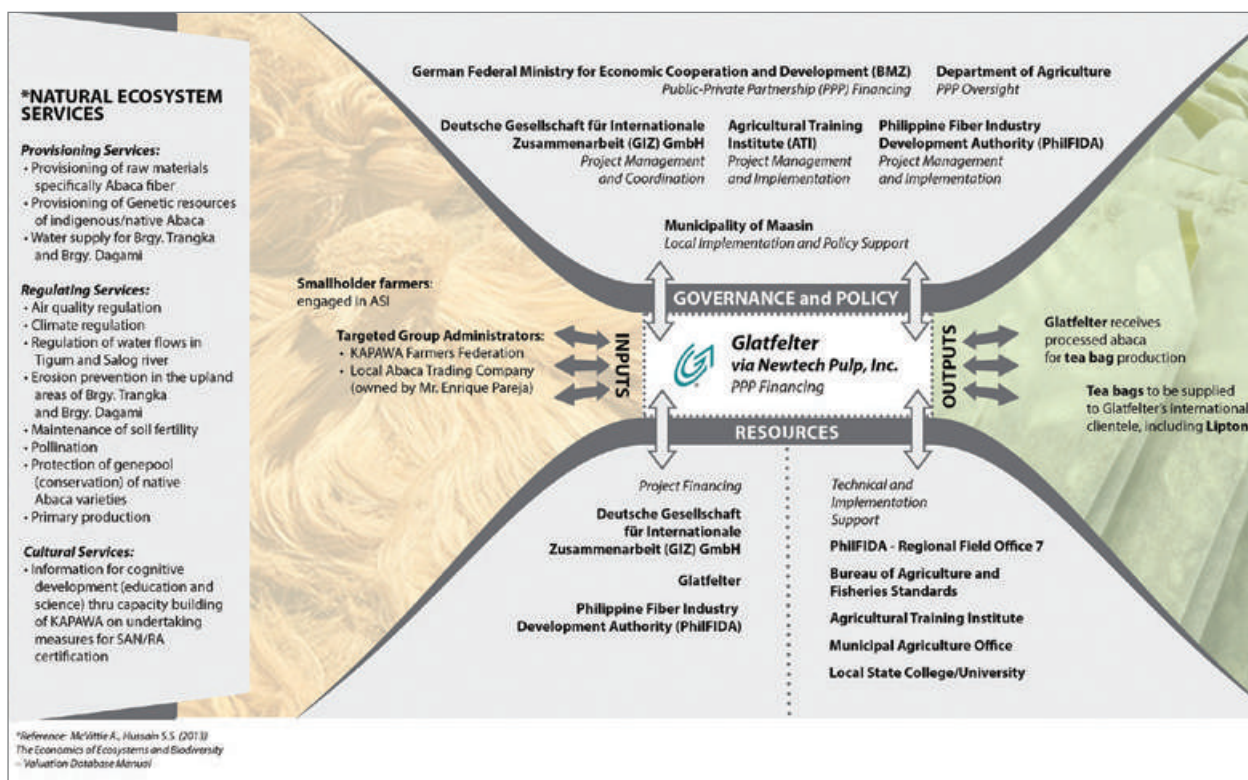 *NATURAL ECOSYSTEM
SERVICES
Provisioning Services:
• Provisioning of raw materials
specifically Abaca fiber
• Provisioning of Genetic resources
of indigenous/native Abaca
• Water supply for Brgy. Trangka
and Brgy. Dagami
Regulating Services:
• Air quality regulation
• Climate regulation
• Regulation of water flows in
Tigum and Salog river
• Erosion prevention in the upland
areas of Brgy. Trangka
and Brgy. Dagami
• Maintenance of soil fertility
• Pollination
• Protection of genepool
(conservation) of native
Abaca varieties
• Primary production
Cultural Services:
• Information for cognitive
development (education and
science) thru capacity building
of KAPAWA on undertaking
measures for SAN/RA
certification
German Federal Ministry for Economic Cooperation and Development (BMZ)
Public-Private Partnership (PPP) Financing
Department of Agriculture
PPP Oversight
Deutsche Gesellschaft für Internationale
Zusammenarbeit (GIZ) GmbH
Project Management
and Coordination
Agricultural Training
Institute (ATI)
Project Management
and Implementation
Philippine Fiber Industry
Development Authority (PhilFIDA)
Project Management
and Implementation
Municipality of Maasin
Local Implementation and Policy Support
GOVERNANCE and POLICY
Smallholder farmers:
engaged in ASI
Targeted Group Administrators:
• KAPAWA Farmers Federation
• Local Abaca Trading Company
(owned by Mr. Enrique Pareja)
INPUTS
Glatfelter
via Newtech Pulp, Inc.
PPP Financing
OUTPUTS
Glatfelter receives
processed abaca
for tea bag production
Tea bags to be supplied
to Glatfelter's international
clientele, including Lipton
RESOURCES
Project Financing
Deutsche Gesellschaft
für Internationale
Zusammenarbeit (GIZ) GmbH
Glatfelter
Philippine Fiber Industry
Development Authority (PhilFIDA)
Technical and
Implementation
Support
PhilFIDA - Regional Field Office 7
Bureau of Agriculture and
Fisheries Standards
Agricultural Training Institute
Municipal Agriculture Office
Local State College/University
*Reference: McVittie A., Hussain S.S. (2013)
The Economics of Ecosystems and Biodiversity
– Valuation Database Manual